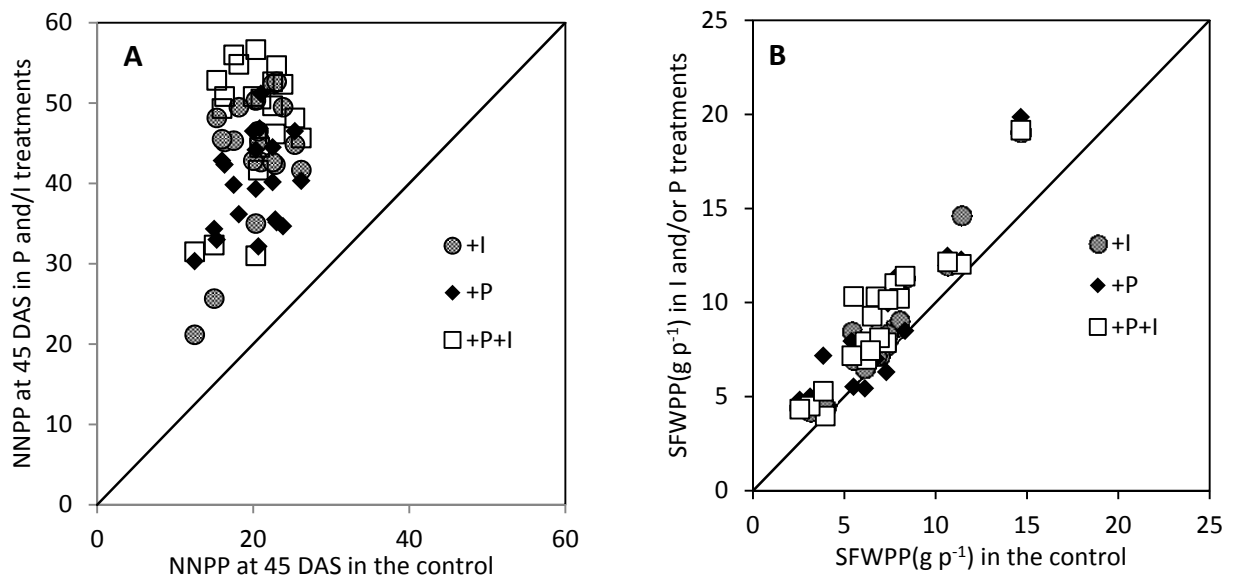 A
NNPP at 45 DAS in P and/I treatments
60
50
40
30
20
10
0
0
20
40
60
NNPP at 45 DAS in the control
+I
+P
+P+I
B
SFWPP(g p⁻¹) in I and/or P treatments
25
20
15
10
5
0
0
5
10
15
20
25
SFWPP(g p⁻¹) in the control
+I
+P
+P+I